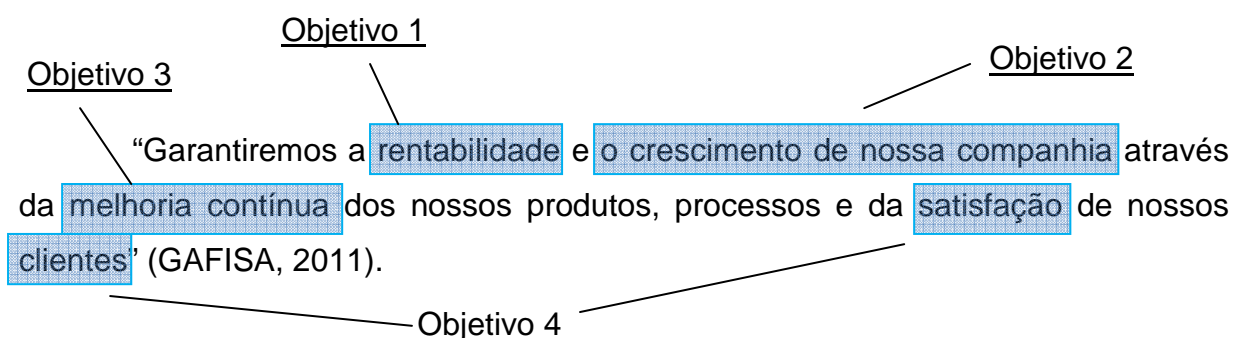 Objetivo 1
Objetivo 2
Objetivo 3
“Garantiremos a rentabilidade e o crescimento de nossa companhia através
da melhoria contínua dos nossos produtos, processos e da satisfação de nossos
clientes” (GAFISA, 2011).
Objetivo 4